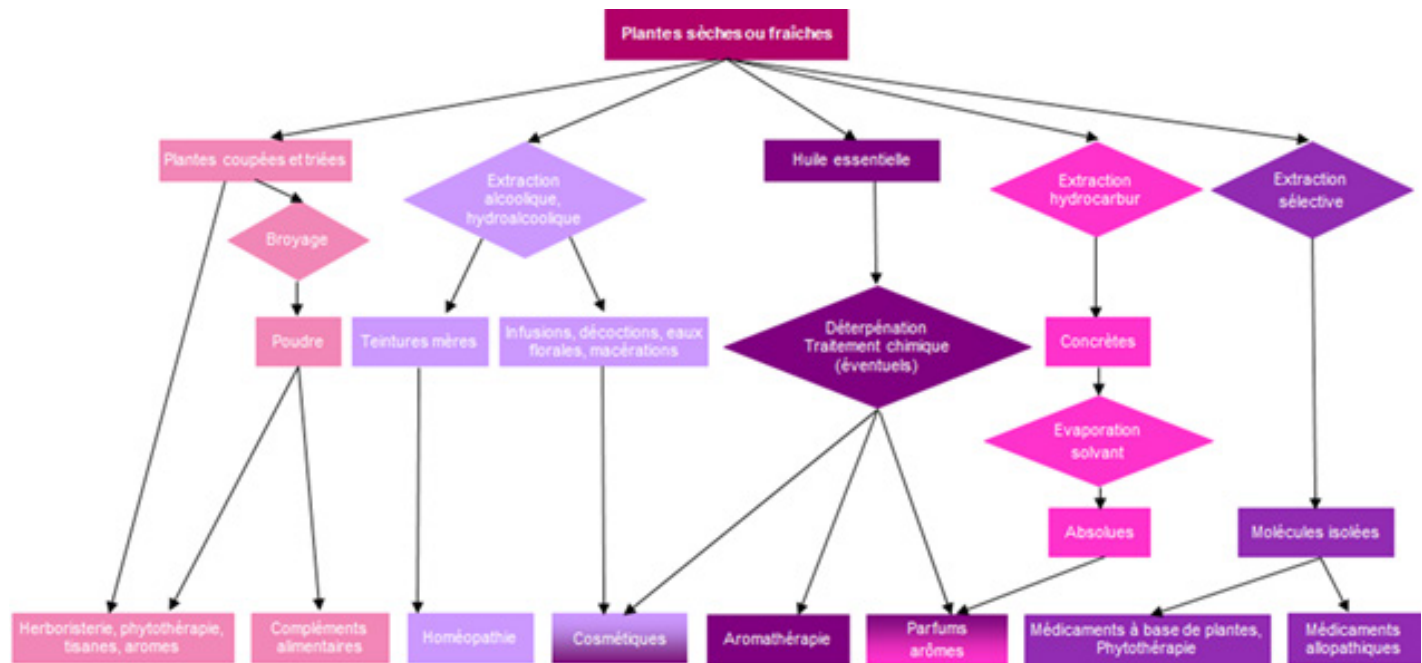 Plantes sèches ou fraîches
Plantes coupées et triées
Extraction
alcoolique,
hydroalcoolique
Huile essentielle
Extraction
hydrocarbur
Extraction
sélective
Broyage
Poudre
Teintures mères
Infusions, décoctions, eaux
florales, macérations
Déterpénation
Traitement chimique
(éventuels)
Concrètes
Evaporation
solvant
Absolues
Molécules isolées
Herboristerie, phytothérapie,
tisanes, aromes
Compléments
alimentaires
Homéopathie
Cosmétiques
Aromathérapie
Parfums
arômes
Médicaments à base de plantes,
Phytothérapie
Médicaments
allopathiques